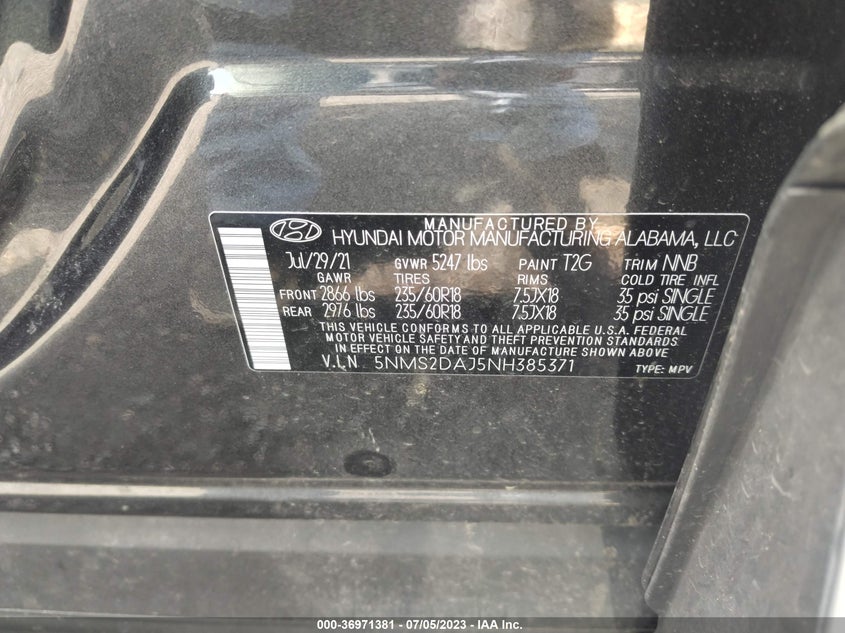 MANUFACTURED BY
HYUNDAI MOTOR MANUFACTURING ALABAMA, LLC
Jul/29/21 GVWR 5247 lbs PAINT T2G TRIM NNB
GAWR TIRES RIMS COLD TIRE INFL
FRONT 2866 lbs 235/60R18 7.5JX18 35 psi SINGLE
REAR 2976 lbs 235/60R18 7.5JX18 35 psi SINGLE
THIS VEHICLE CONFORMS TO ALL APPLICABLE U.S.A. FEDERAL
MOTOR VEHICLE SAFETY AND THEFT PREVENTION STANDARDS
IN EFFECT ON THE DATE OF MANUFACTURE SHOWN ABOVE
V.I.N 5NMS2DAJ5NH385371 TYPE: MPV
000-36971381 / 07/05/2023 - IAA Inc.